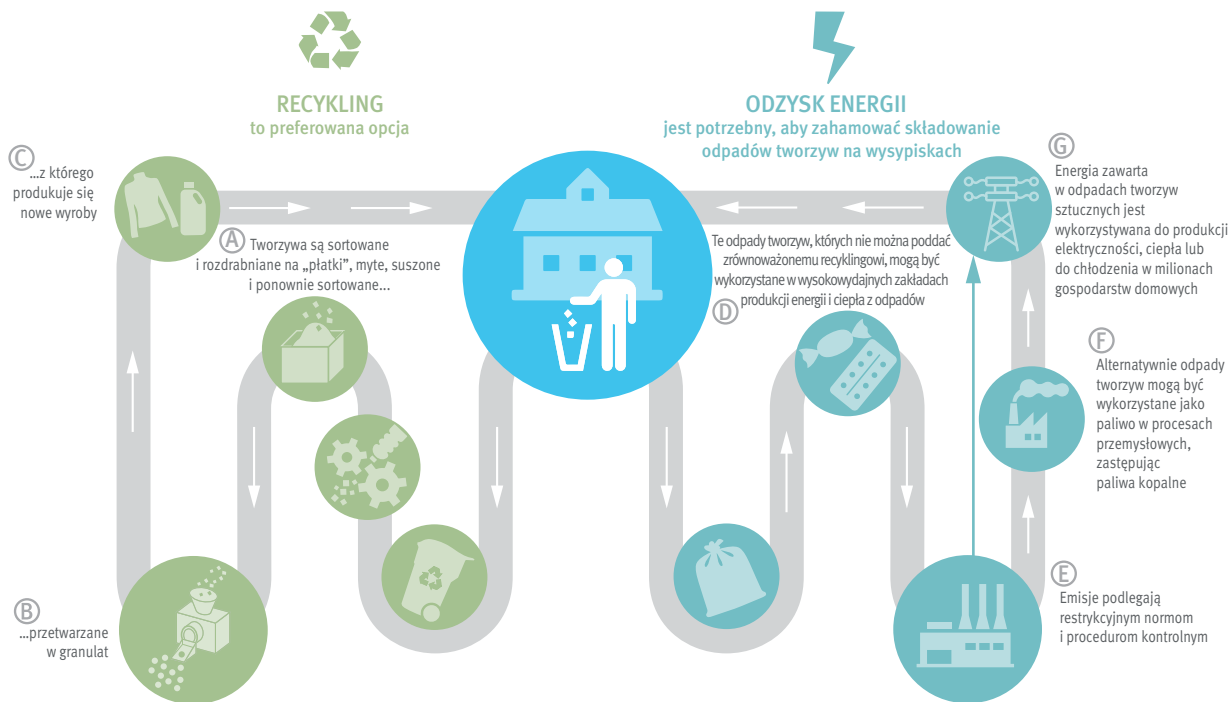 RECYKLING
to preferowana opcja
ODZYSK ENERGII
jest potrzebny, aby zahamować składowanie
odpadów tworzyw na wysypiskach
C
...z którego
produkuje się
nowe wyroby
A
Tworzywa są sortowane
i rozdrabniane na „płatki”, myte, suszone
i ponownie sortowane...
B
...przetwarzane
w granulat
Te odpady tworzyw, których nie można poddać
zrównoważonemu recyklingowi, mogą być
wykorzystane w wysokowydajnych zakładach
produkcji energii i ciepła z odpadów
D
G
Energia zawarta
w odpadach tworzyw
sztucznych jest
wykorzystywana do produkcji
elektryczności, ciepła lub
do chłodzenia w milionach
gospodarstw domowych
F
Alternatywnie odpady
tworzyw mogą być
wykorzystane jako
paliwo w procesach
przemysłowych,
zastępując
paliwa kopalne
E
Emisje podlegają
restrykcyjnym normom
i procedurom kontrolnym